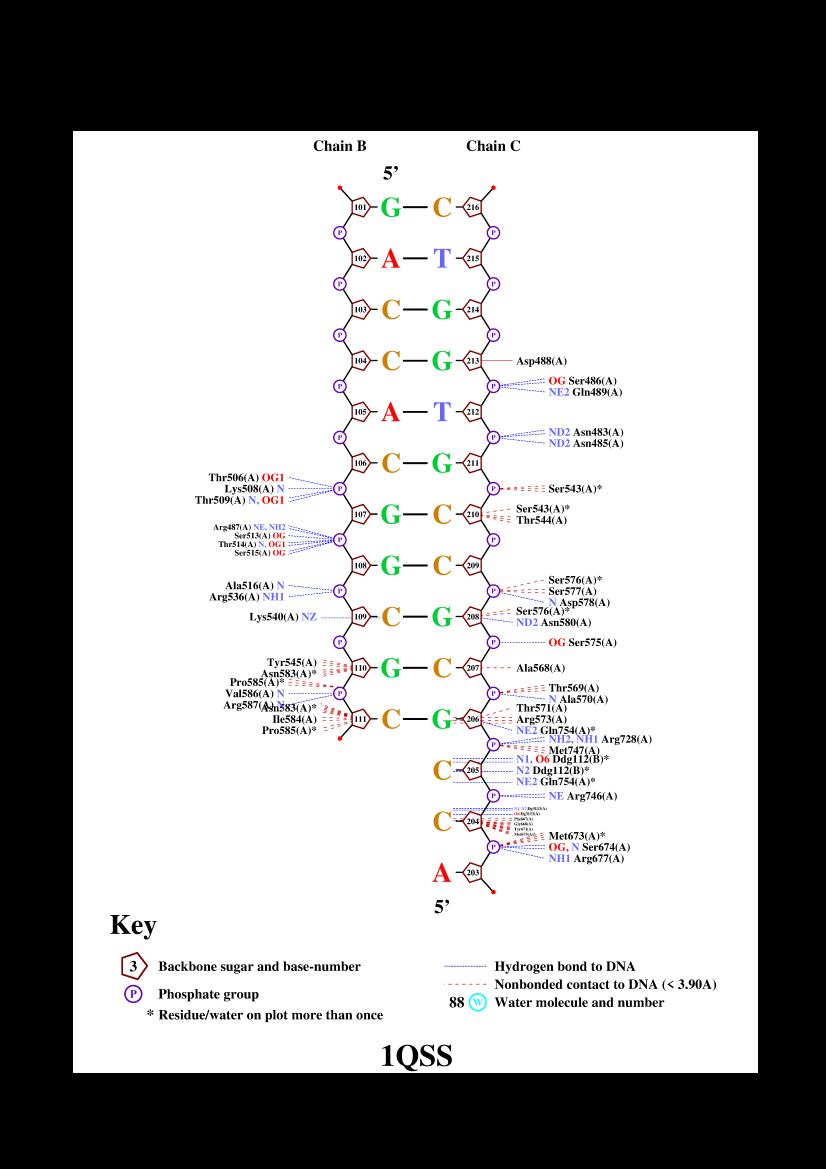 Chain B Chain C
5’
101 G C 216
P P
102 A T 215
P P
103 C G 214
P P
104 C G 213 Asp488(A)
P P OG Ser486(A)
NE2 Gln489(A)
105 A T 212
P P ND2 Asn483(A)
ND2 Asn485(A)
106 C G 211
Thr506(A) OG1
Lys508(A) N P P Ser543(A)*
Thr509(A) N, OG1
107 G C 210 Ser543(A)*
Thr544(A)
Arg487(A) NE, NH2
Ser513(A) OG P P
Thr514(A) N, OG1
Ser515(A) OG
108 G C 209
Ala516(A) N P P Ser576(A)*
Arg536(A) NH1 Ser577(A)
N Asp578(A)
Lys540(A) NZ 109 C G 208 Ser576(A)*
ND2 Asn580(A)
P P OG Ser575(A)
Tyr545(A) 110 G C 207 Ala568(A)
Asn583(A)*
Pro585(A)*
Val586(A) N P P Thr569(A)
Arg587(A) N Ala570(A)
Asn583(A)* Thr571(A)
Ile584(A) 111 C G 206 Arg573(A)
Pro585(A)* NE2 Gln754(A)*
P NH2, NH1 Arg728(A)
Met747(A)
C 205 N1, O6 Ddg112(B)*
N2 Ddg112(B)*
NE2 Gln754(A)*
P NE Arg746(A)
C 204
P Met673(A)*
OG, N Ser674(A)
NH1 Arg677(A)
A 203
5’
Key
3 Backbone sugar and base-number
P Phosphate group
* Residue/water on plot more than once
Hydrogen bond to DNA
Nonbonded contact to DNA (< 3.90A)
88 W Water molecule and number
1QSS